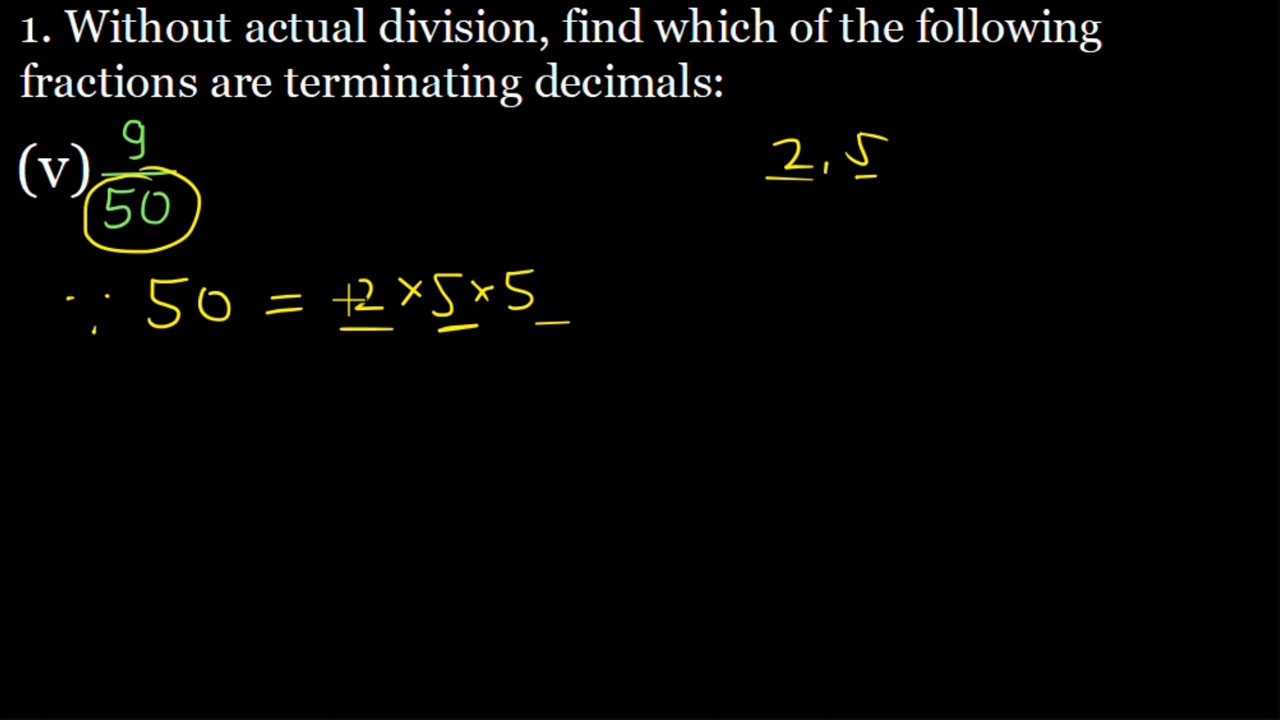 1. Without actual division, find which of the following
fractions are terminating decimals:
(v) 9/50
2, 5
∵ 50 = 2 × 5 × 5